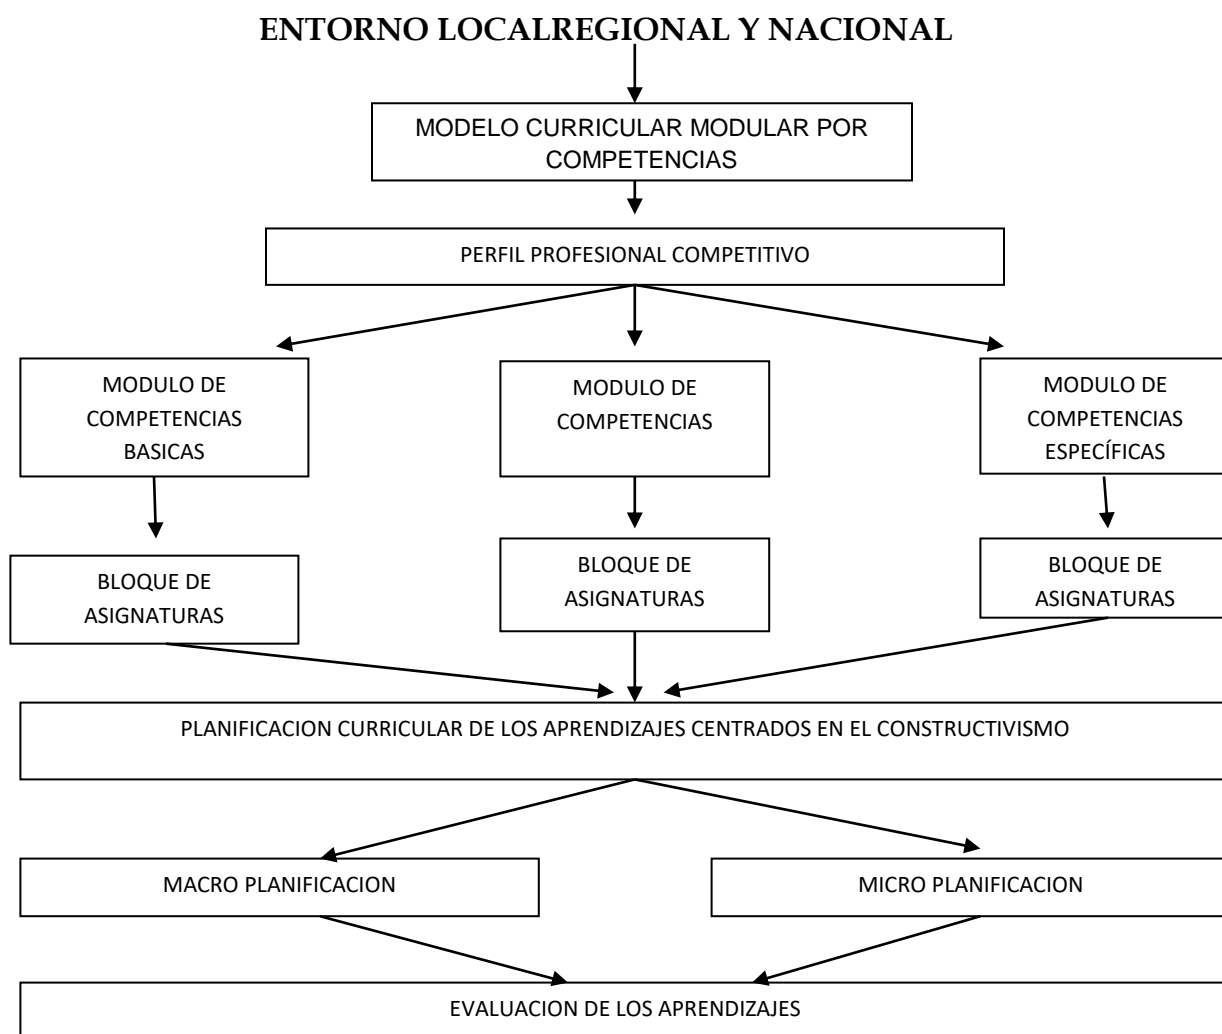 ENTORNO LOCALREGIONAL Y NACIONAL
MODELO CURRICULAR MODULAR POR
COMPETENCIAS
PERFIL PROFESIONAL COMPETITIVO
MODULO DE
COMPETENCIAS
BASICAS
MODULO DE
COMPETENCIAS
MODULO DE
COMPETENCIAS
ESPECÍFICAS
BLOQUE DE
ASIGNATURAS
BLOQUE DE
ASIGNATURAS
BLOQUE DE
ASIGNATURAS
PLANIFICACION CURRICULAR DE LOS APRENDIZAJES CENTRADOS EN EL CONSTRUCTIVISMO
MACRO PLANIFICACION
MICRO PLANIFICACION
EVALUACION DE LOS APRENDIZAJES